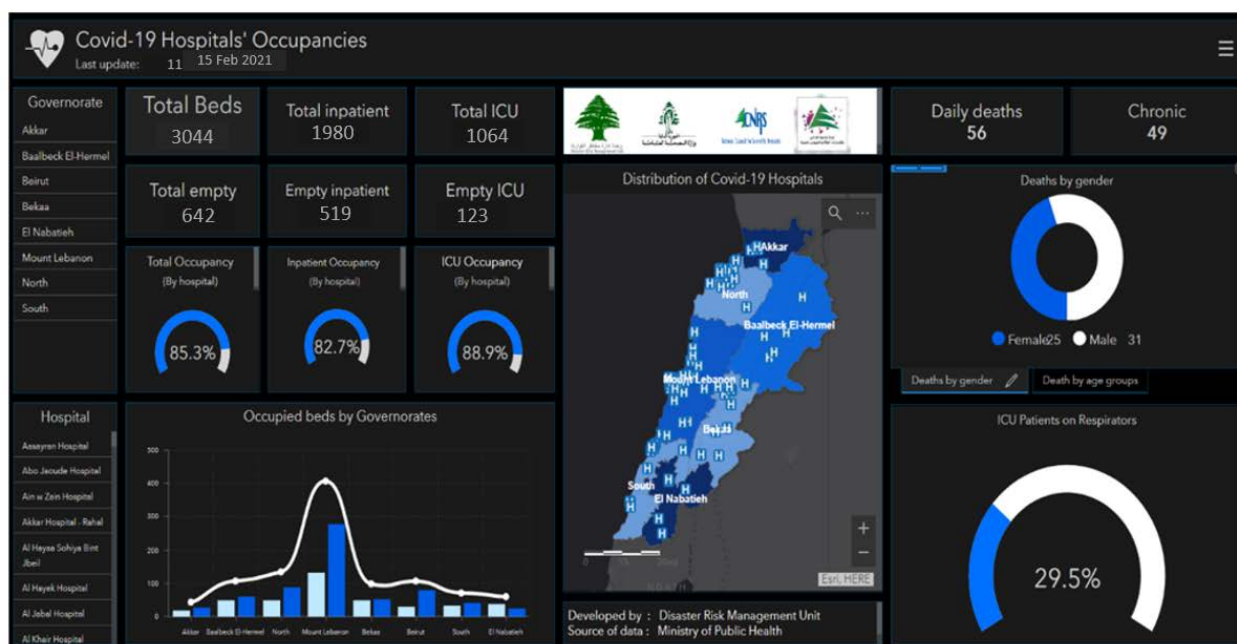 Covid-19 Hospitals' Occupancies
Last update: 11 15 Feb 2021
Governorate
Akkar
Baalbeck El-Hermel
Beirut
Bekaa
El Nabatieh
Mount Lebanon
North
South
Total Beds
3044
Total inpatient
1980
Total ICU
1064
Total empty
642
Empty inpatient
519
Empty ICU
123
Total Occupancy
(By hospital)
85.3%
Inpatient Occupancy
(By hospital)
82.7%
ICU Occupancy
(By hospital)
88.9%
CNRS
Distribution of Covid-19 Hospitals
Akkar
North
Baalbeck El-Hermel
Mount Lebanon
Bekaa
South
El Nabatieh
Esri, HERE
Developed by : Disaster Risk Management Unit
Source of data : Ministry of Public Health
Daily deaths
56
Chronic
49
Deaths by gender
Female25 Male 31
Deaths by gender Death by age groups
ICU Patients on Respirators
29.5%
Hospital
Abo Jaoude Hospital
Ain w Zein Hospital
Akkar Hospital - Rahal
Al Hayaa Sohiya Bint
Jbeil
Al Hayek Hospital
Al Jabal Hospital
Al Khair Hospital
Occupied beds by Governorates
500
400
300
200
100
0
Akkar Baalbeck El-Hermel North Mount Lebanon Bekaa Beirut South El Nabatieh